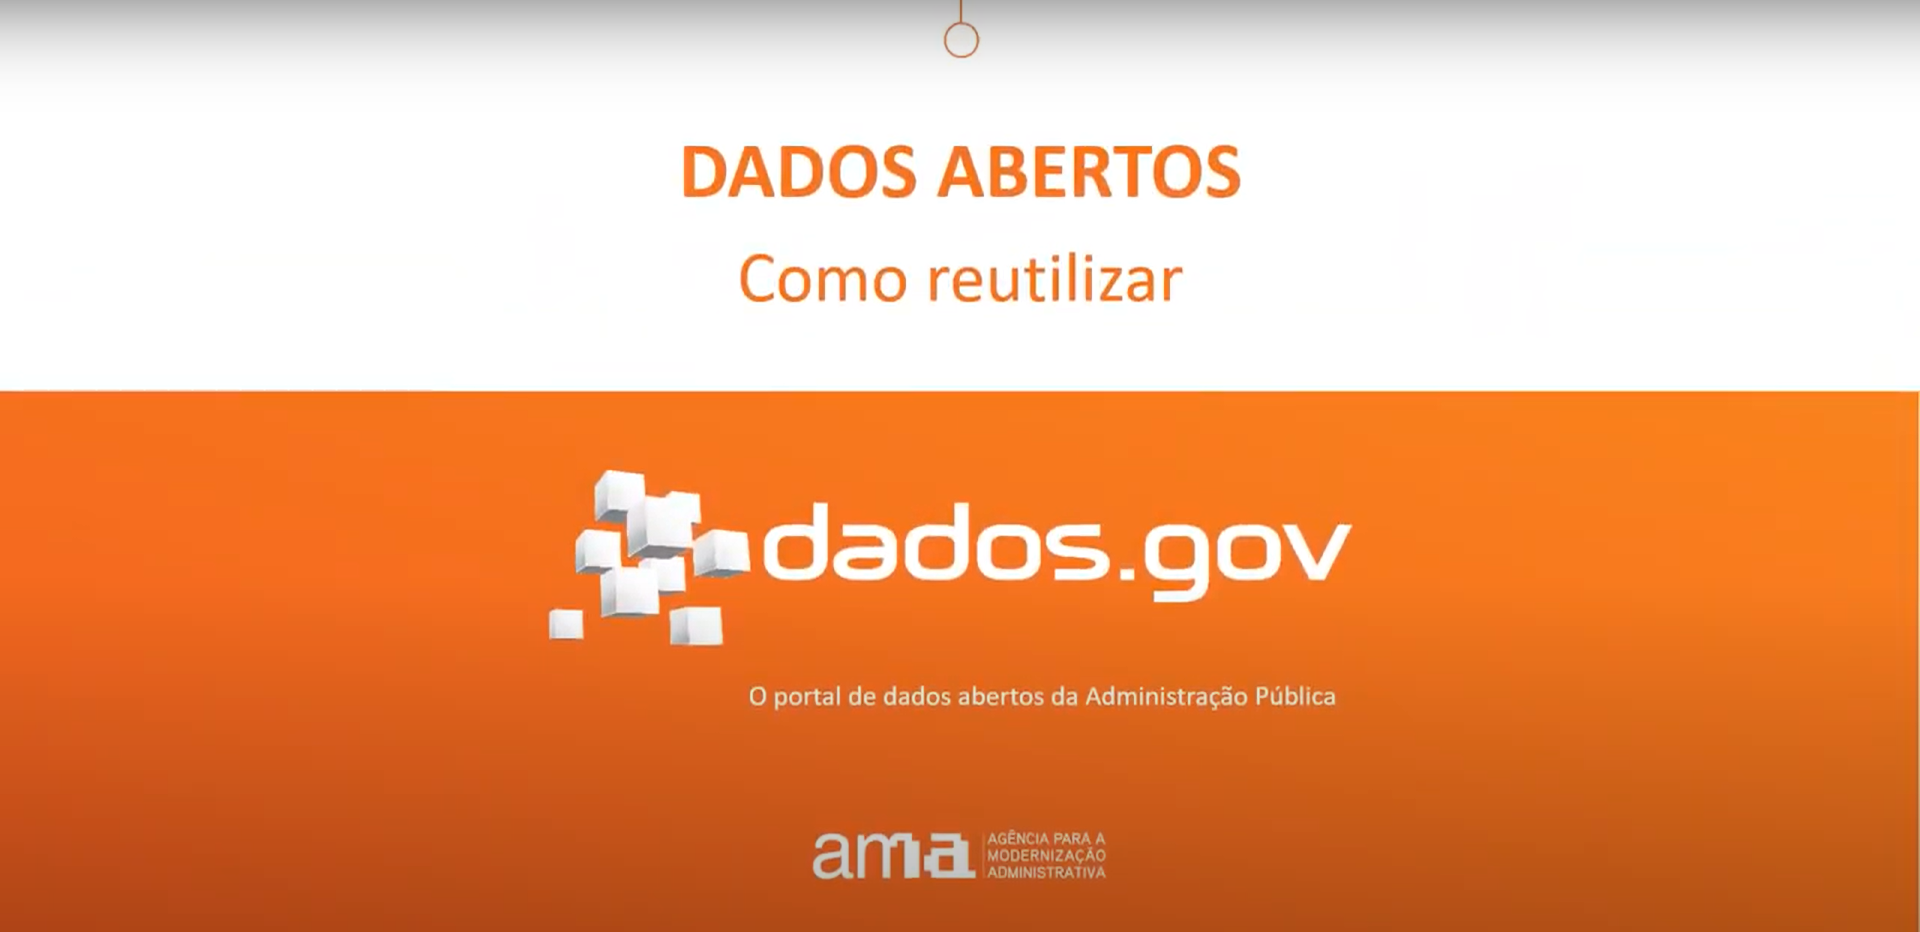 DADOS ABERTOS
Como reutilizar
dados.gov
O portal de dados abertos da Administração Pública
ama
AGÊNCIA PARA A
MODERNIZAÇÃO
ADMINISTRATIVA